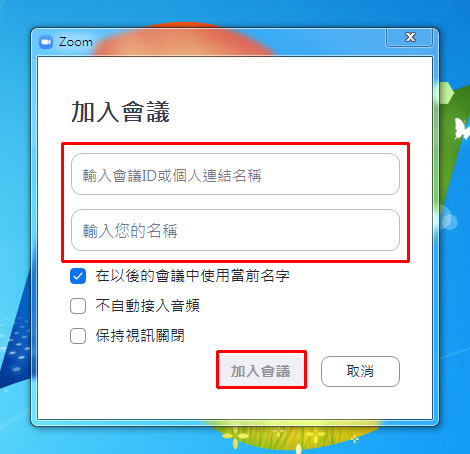 Zoom
加入會議
輸入會議ID或個人連結名稱
輸入您的名稱
在以後的會議中使用當前名字
不自動接入音頻
保持視訊關閉
加入會議 取消